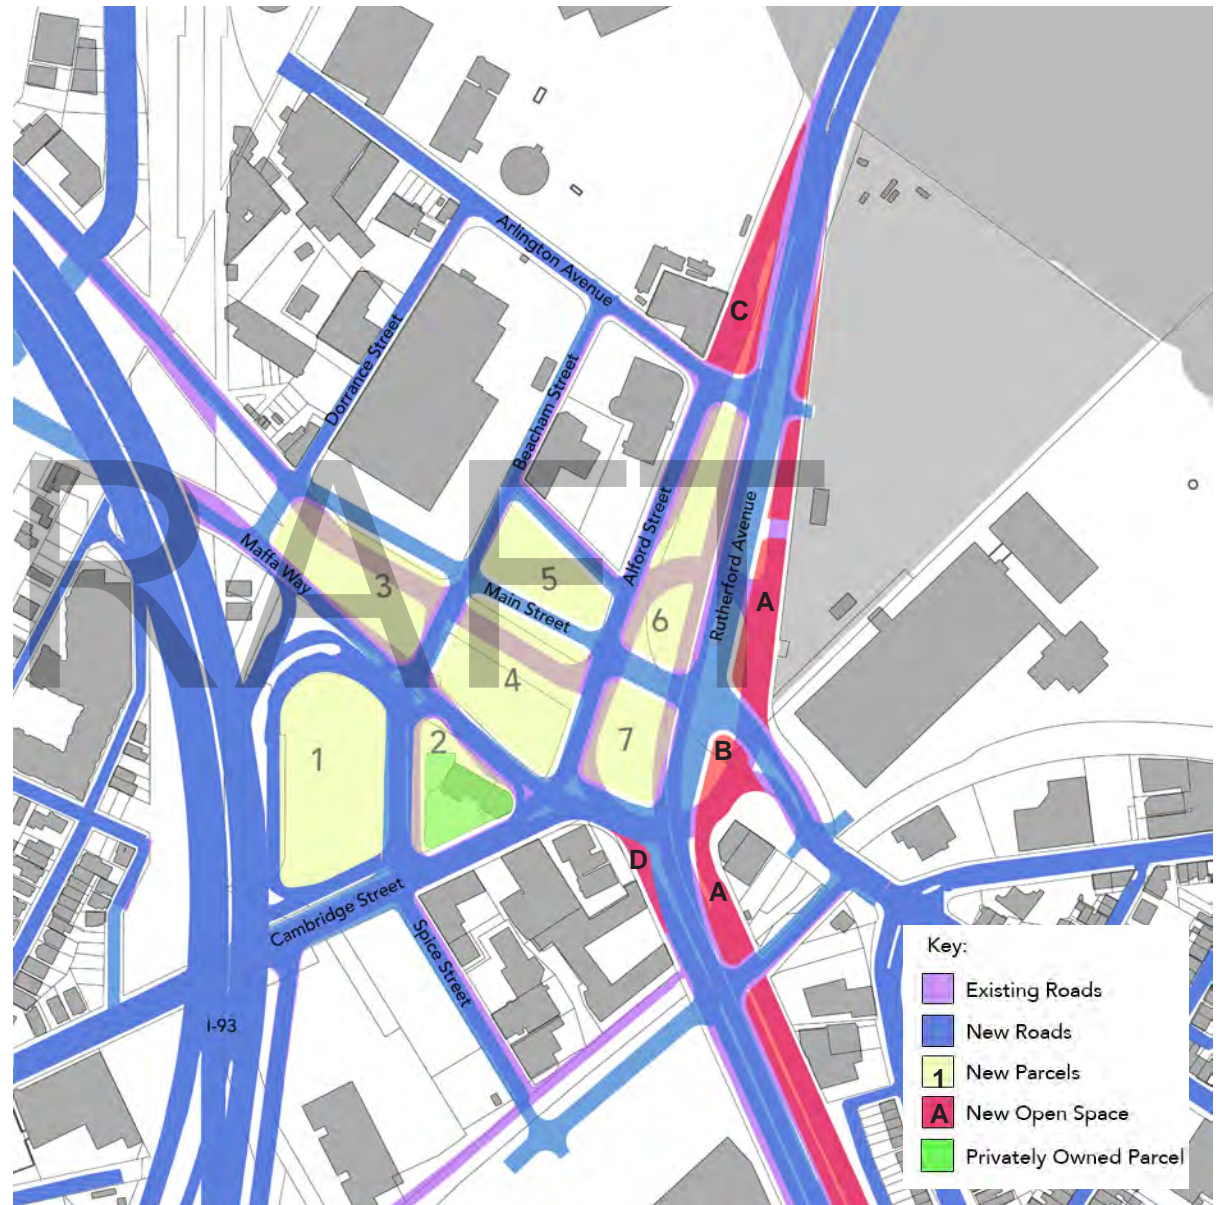 Arlington Avenue
C
Dorrance Street
Beacham Street
RAFT
Alford Street
Rutherford Avenue
Maffa Way
3
5
Main Street
6
A
4
1
2
7
B
D
A
Cambridge Street
Spice Street
I-93
Key:
Existing Roads
New Roads
1 New Parcels
A New Open Space
Privately Owned Parcel